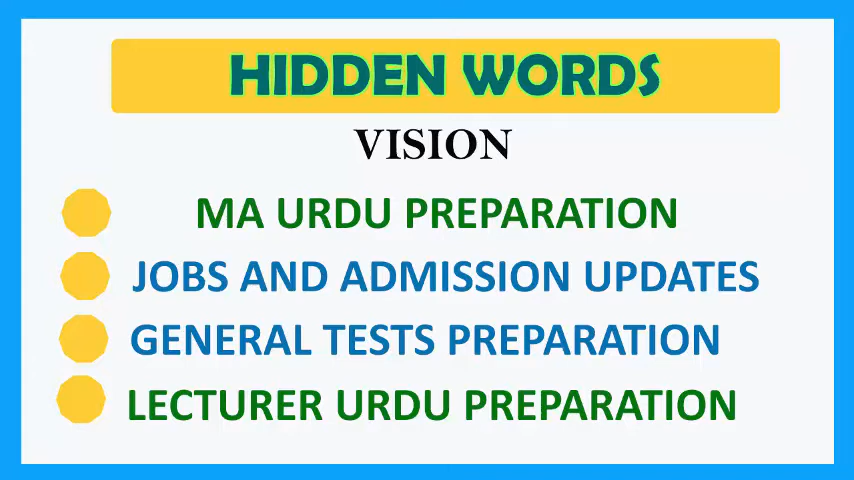 HIDDEN WORDS
VISION
MA URDU PREPARATION
JOBS AND ADMISSION UPDATES
GENERAL TESTS PREPARATION
LECTURER URDU PREPARATION